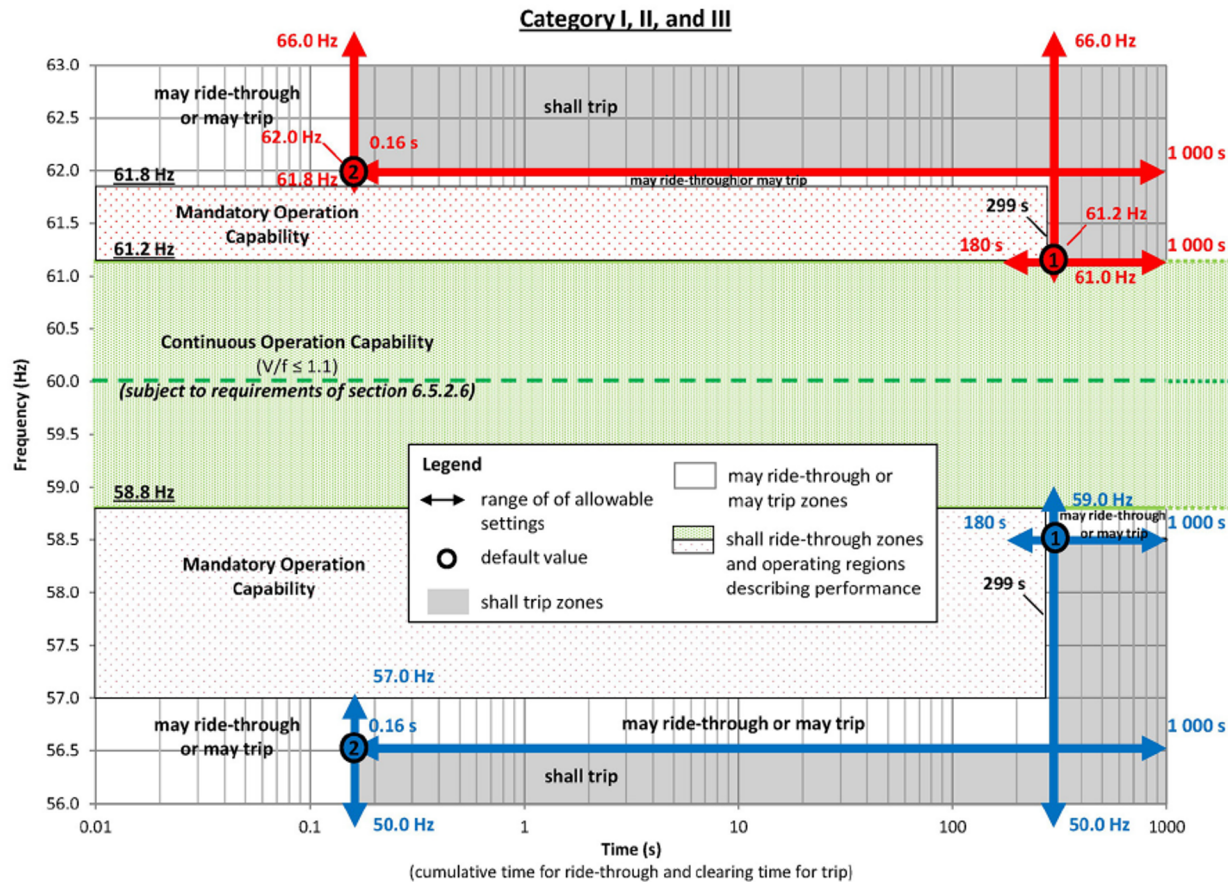 Category I, II, and III
66.0 Hz
66.0 Hz
63.0
may ride-through
or may trip
shall trip
62.5
62.0 Hz
0.16 s
1 000 s
62.0
2
61.8 Hz
61.8 Hz
may ride-through or may trip
Mandatory Operation
Capability
299 s
61.2 Hz
61.5
61.2 Hz
180 s
1 000 s
1
61.0
61.0 Hz
60.5
Continuous Operation Capability
(V/f ≤ 1.1)
60.0
(subject to requirements of section 6.5.2.6)
Frequency (Hz)
59.5
Legend
range of of allowable
settings
default value
shall trip zones
may ride-through or
may trip zones
shall ride-through zones
and operating regions
describing performance
59.0
58.8 Hz
59.0 Hz
may ride-through
or may trip
180 s
1 000 s
1
58.5
Mandatory Operation
Capability
299 s
58.0
57.5
57.0
57.0 Hz
may ride-through
or may trip
0.16 s
may ride-through or may trip
1 000 s
56.5
2
shall trip
56.0
50.0 Hz
50.0 Hz
0.01
0.1
1
10
100
1000
Time (s)
(cumulative time for ride-through and clearing time for trip)